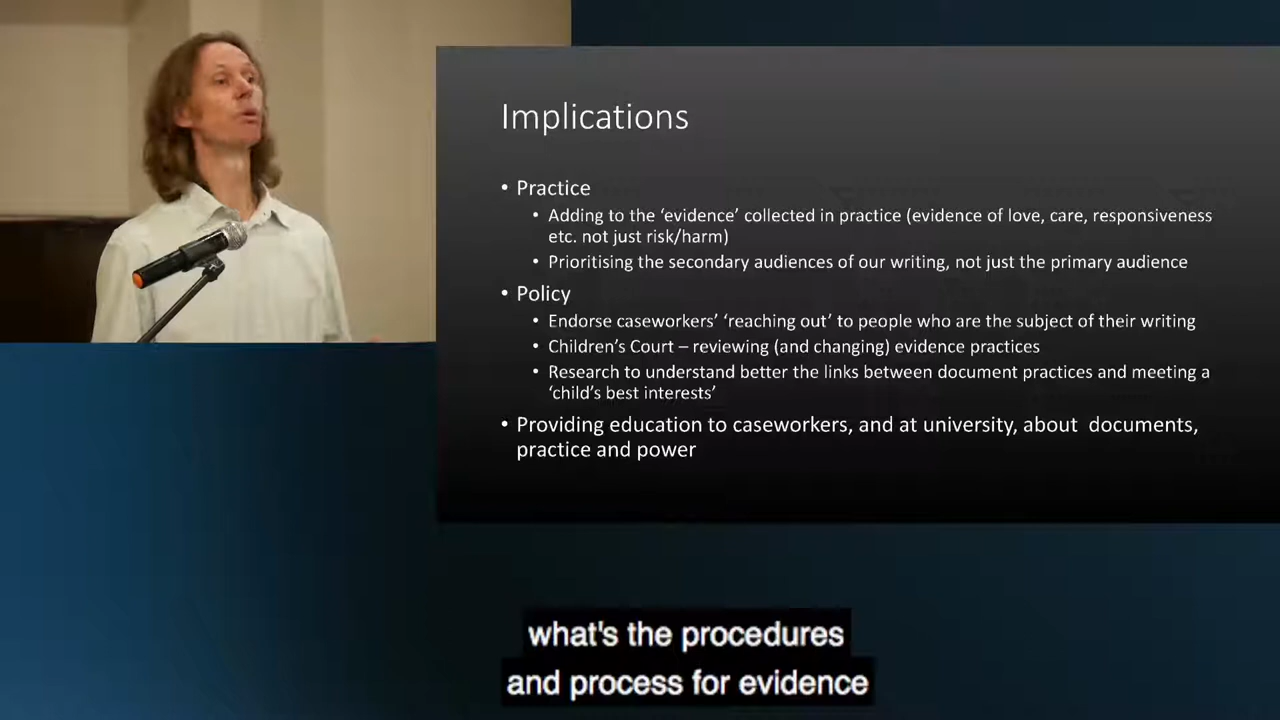 Implications
• Practice
• Adding to the ‘evidence’ collected in practice (evidence of love, care, responsiveness
etc. not just risk/harm)
• Prioritising the secondary audiences of our writing, not just the primary audience
• Policy
• Endorse caseworkers’ ‘reaching out’ to people who are the subject of their writing
• Children’s Court – reviewing (and changing) evidence practices
• Research to understand better the links between document practices and meeting a
‘child’s best interests’
• Providing education to caseworkers, and at university, about  documents,
practice and power
what's the procedures
and process for evidence